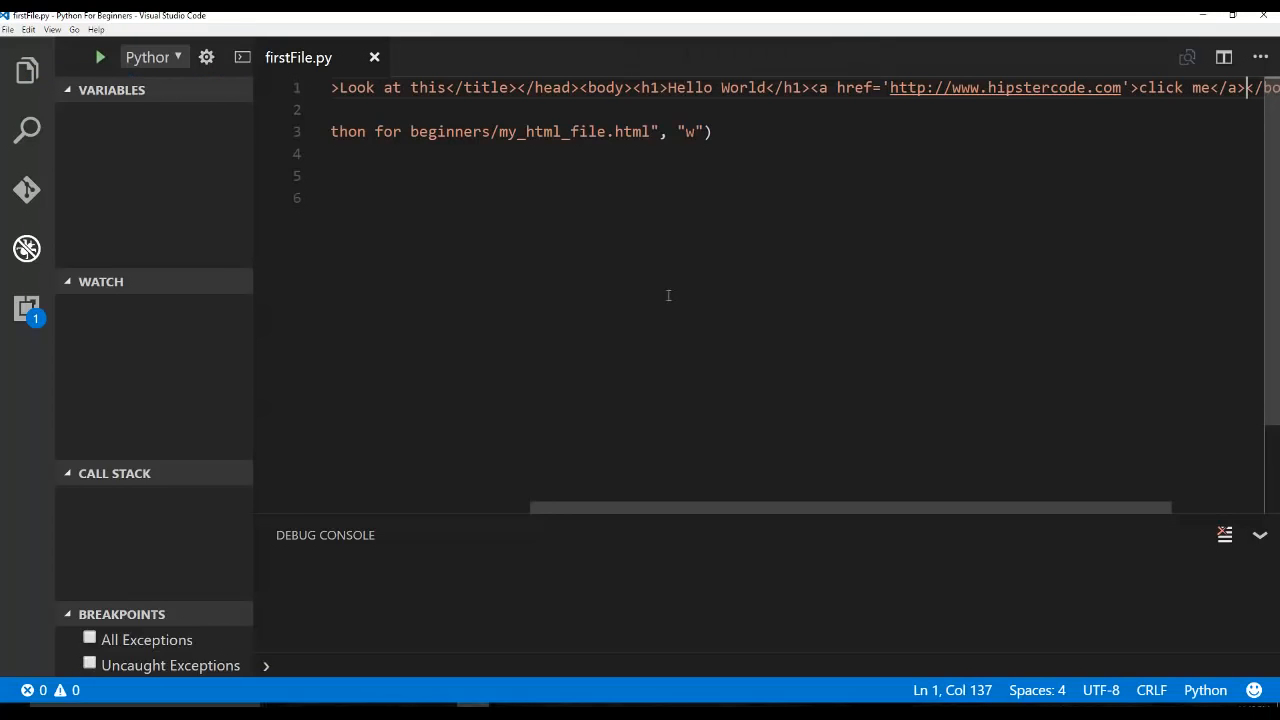 firstFile.py - Python For Beginners - Visual Studio Code
File Edit View Go Help
Python
firstFile.py
VARIABLES
1 >Look at this</title></head><body><h1>Hello World</h1><a href='http://www.hipstercode.com'>click me</a></bo
2
3 thon for beginners/my_html_file.html", "w")
4
5
6
1
WATCH
CALL STACK
DEBUG CONSOLE
BREAKPOINTS
All Exceptions
Uncaught Exceptions
0 0 Ln 1, Col 137 Spaces: 4 UTF-8 CRLF Python